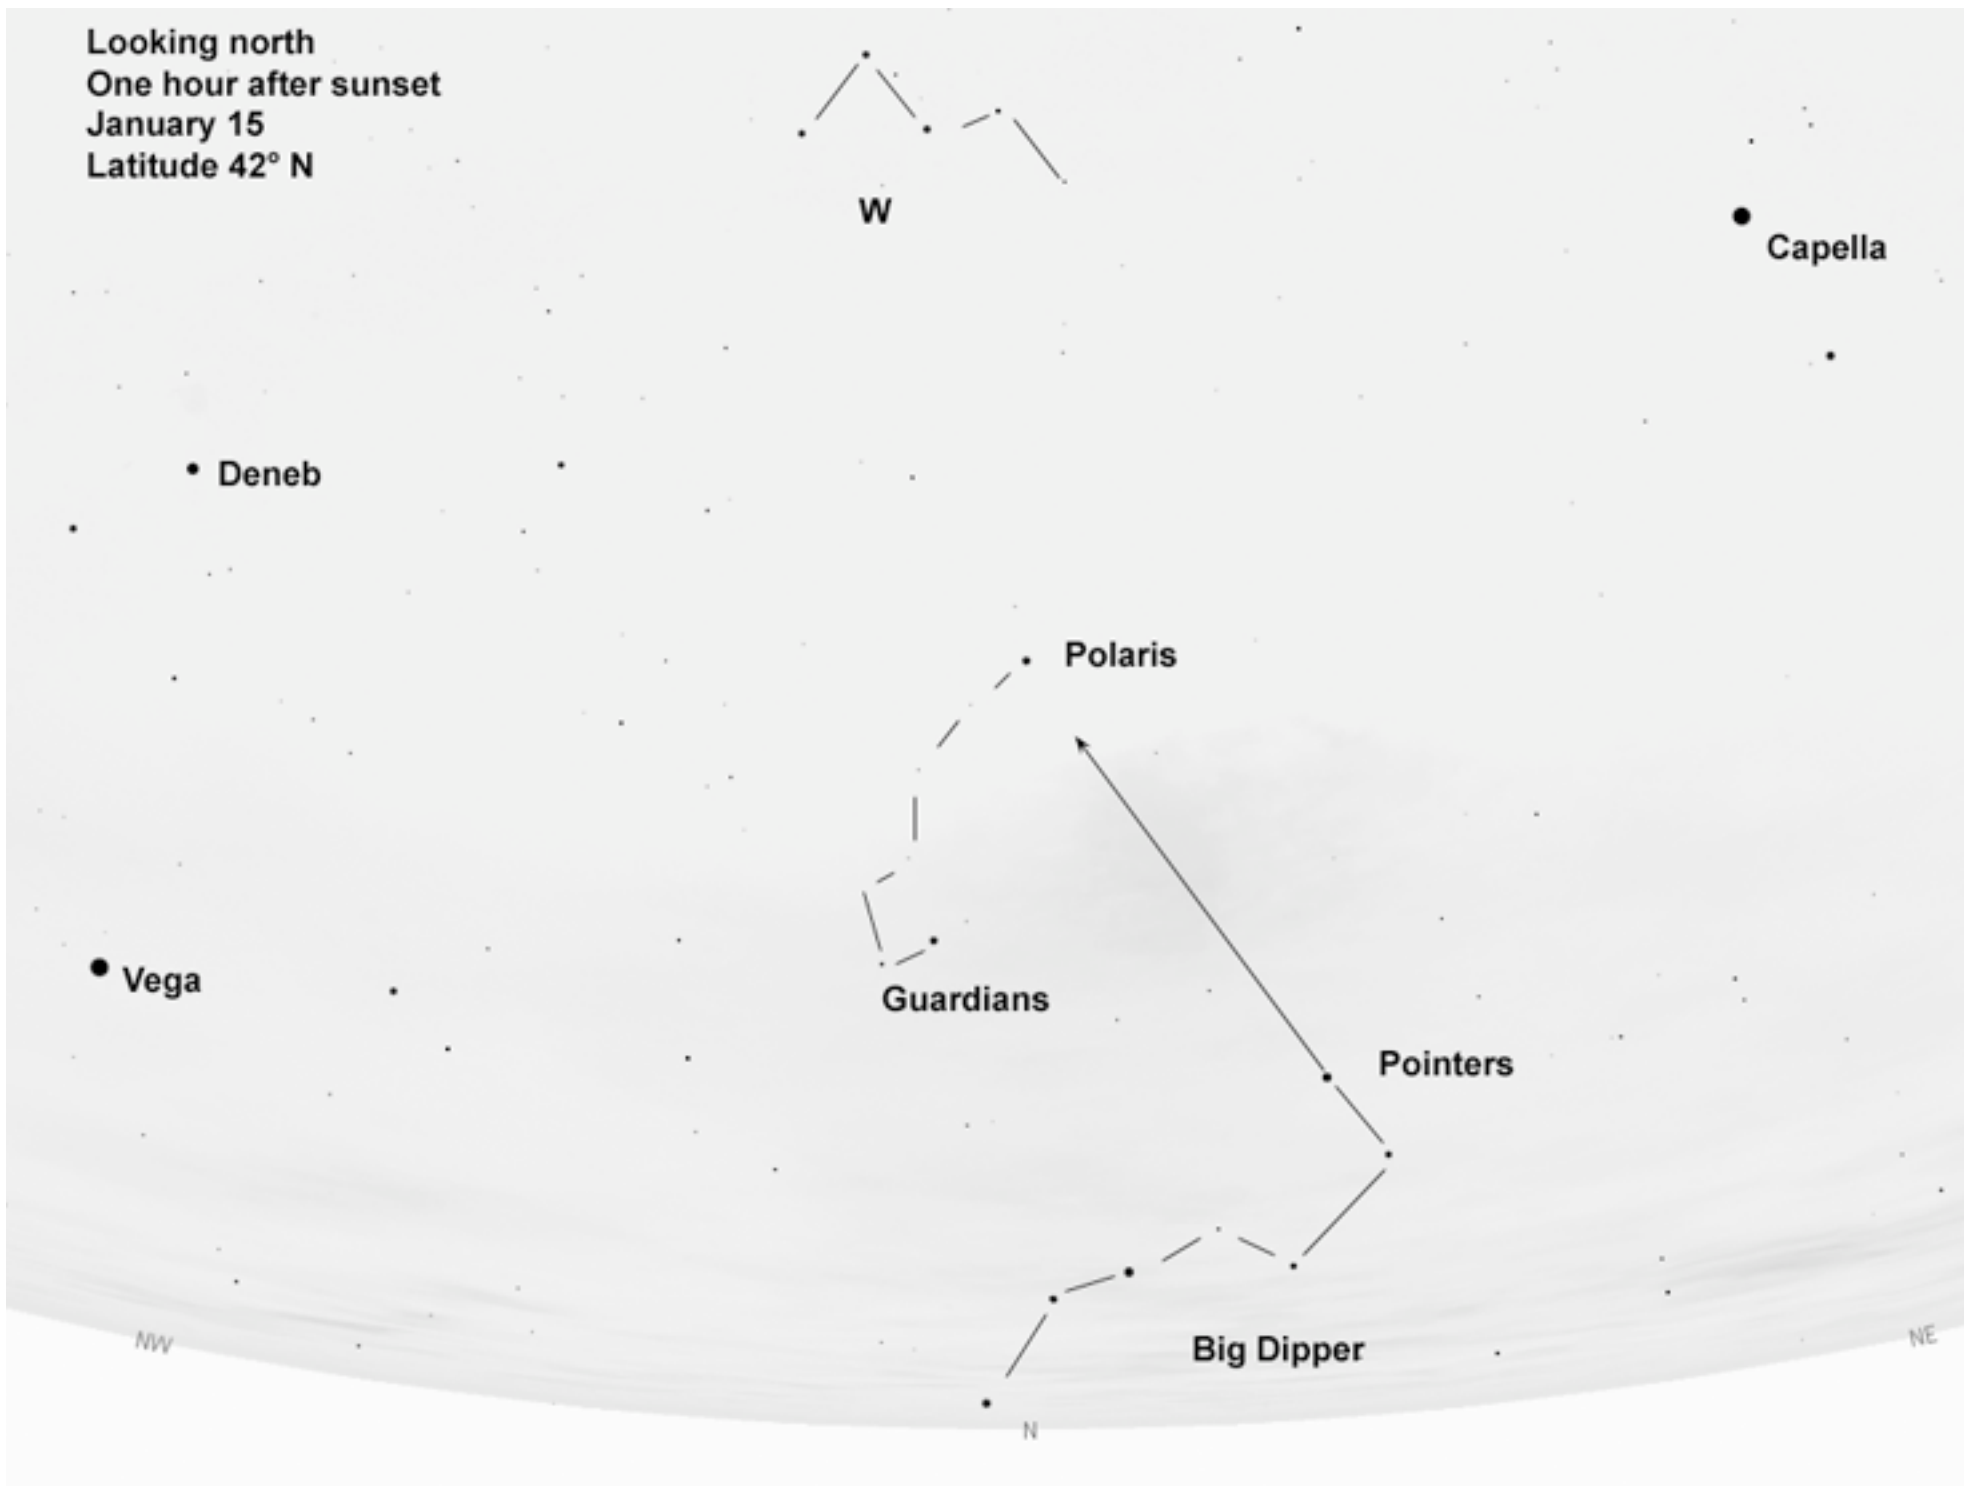 Looking north
One hour after sunset
January 15
Latitude 42° N
W
Capella
Deneb
Polaris
Vega
Guardians
Pointers
Big Dipper
NW
N
NE